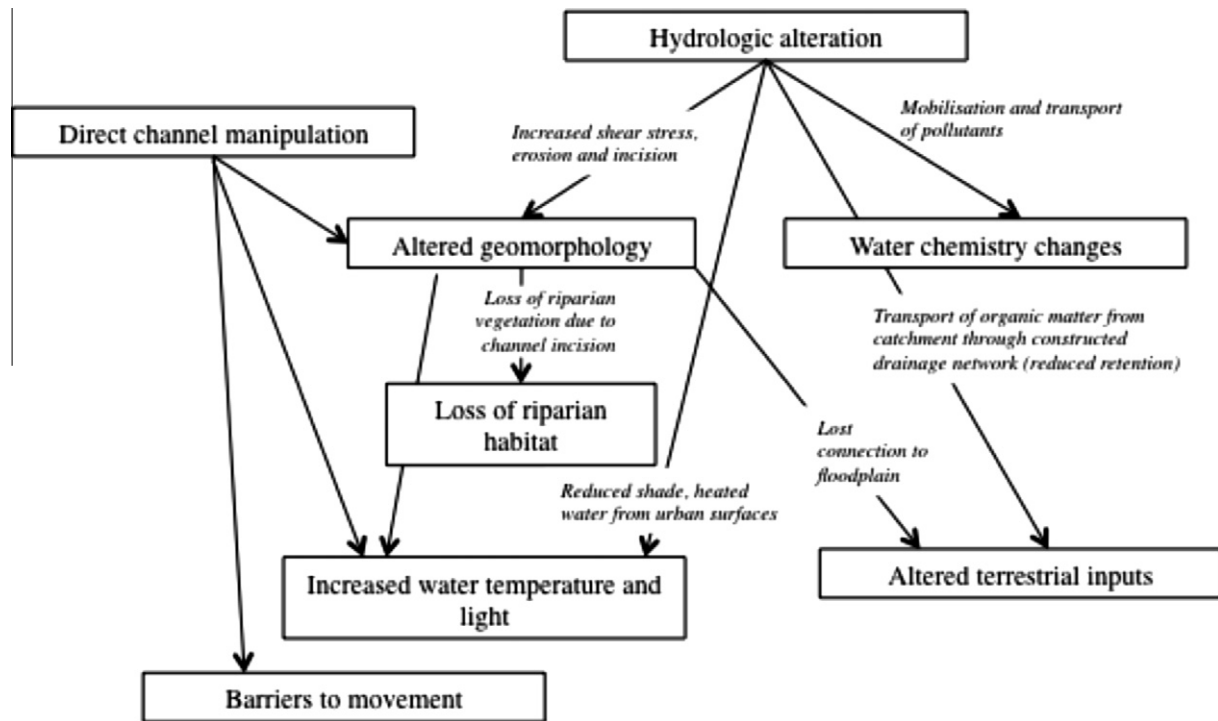 Hydrologic alteration
Direct channel manipulation
Mobilisation and transport
of pollutants
Increased shear stress,
erosion and incision
Altered geomorphology
Water chemistry changes
Loss of riparian
vegetation due to
channel incision
Transport of organic matter from
catchment through constructed
drainage network (reduced retention)
Loss of riparian
habitat
Lost
connection to
floodplain
Reduced shade, heated
water from urban surfaces
Increased water temperature and
light
Altered terrestrial inputs
Barriers to movement